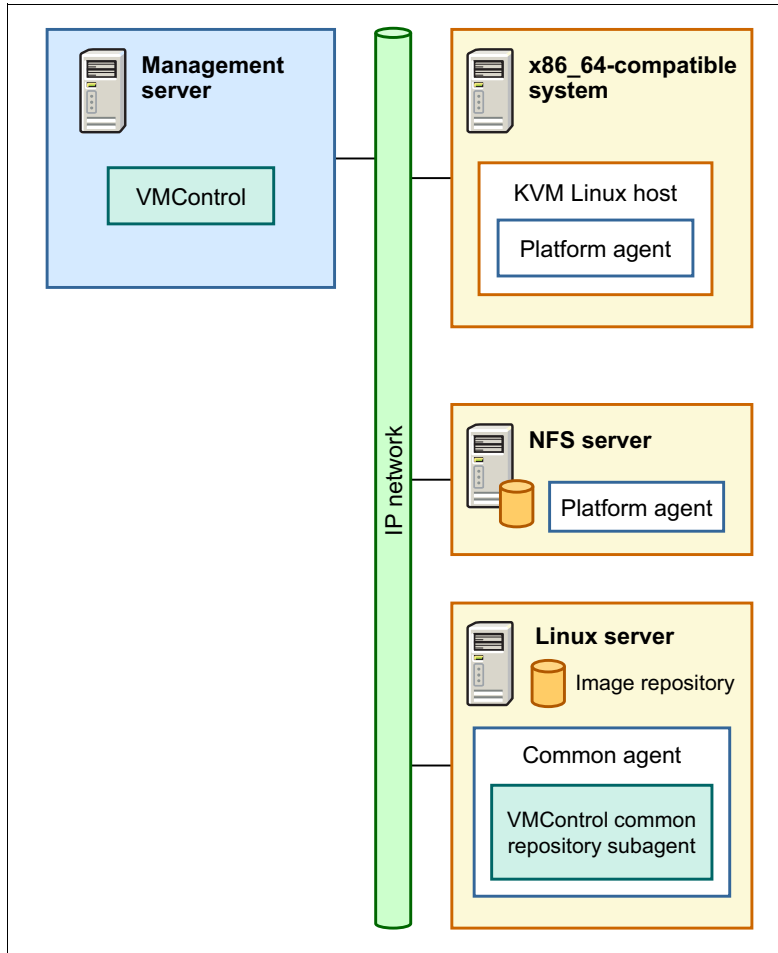 Management
server
VMControl
IP network
x86_64-compatible
system
KVM Linux host
Platform agent
NFS server
Platform agent
Linux server
Image repository
Common agent
VMControl common
repository subagent